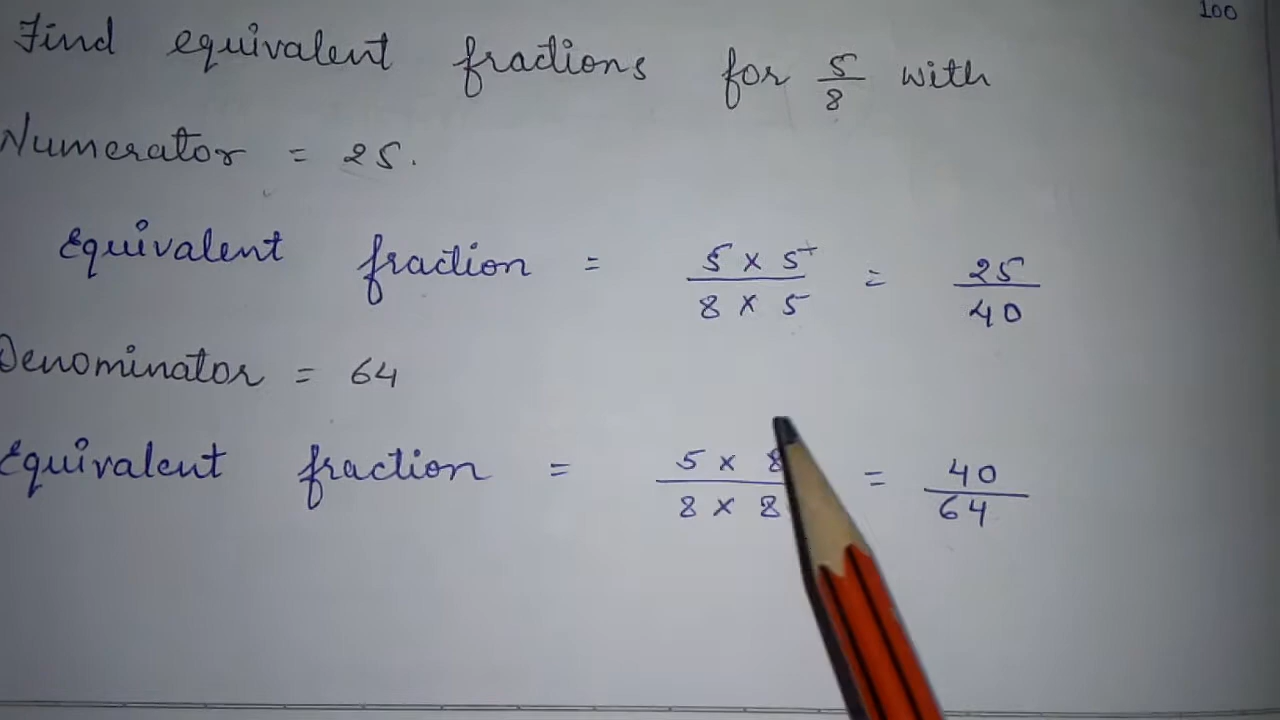 100
Find equivalent fractions for 5/8 with
Numerator = 25.
Equivalent fraction = 5 x 5/8 x 5 = 25/40
Denominator = 64
Equivalent fraction = 5 x 8/8 x 8 = 40/64